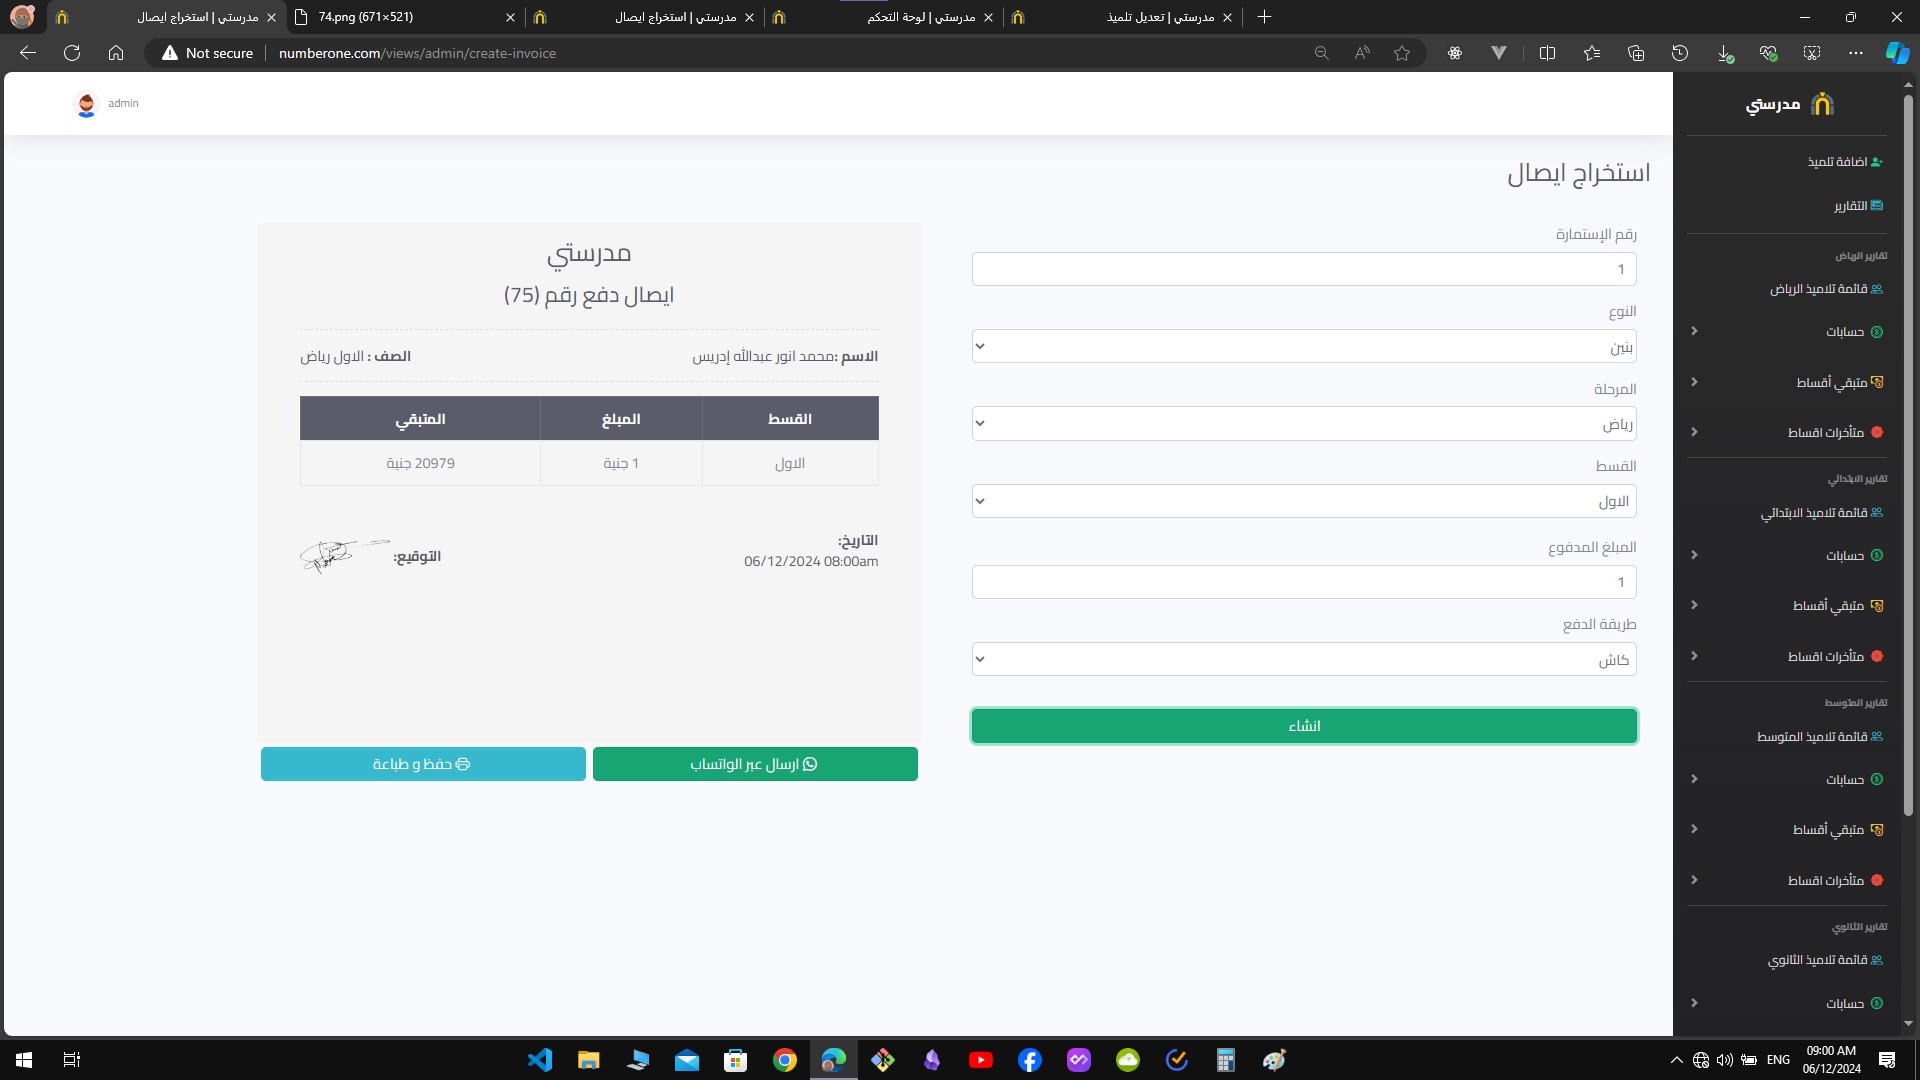 مدرستي | استخراج ايصال
74.png (671×521)
مدرستي | استخراج ايصال
مدرستي | لوحة التحكم
مدرستي | تعديل تلميذ
Not secure
numberone.com/views/admin/create-invoice
admin
مدرستي
اضافة تلميذ
التقارير
تقارير الرياض
قائمة تلاميذ الرياض
حسابات
متبقي أقساط
متأخرات اقساط
تقارير الابتدائي
قائمة تلاميذ الابتدائي
حسابات
متبقي أقساط
متأخرات اقساط
تقارير المتوسط
قائمة تلاميذ المتوسط
حسابات
متبقي أقساط
متأخرات اقساط
تقارير الثانوي
قائمة تلاميذ الثانوي
حسابات
استخراج ايصال
رقم الإستمارة
1
النوع
بنين
المرحلة
رياض
القسط
الاول
المبلغ المدفوع
1
طريقة الدفع
كاش
انشاء
مدرستي
ايصال دفع رقم (75)
الاسم :محمد انور عبدالله إدريس
الصف : الاول رياض
القسط المبلغ المتبقي
الاول 1 جنية 20979 جنية
التاريخ:
06/12/2024 08:00am
التوقيع:
ارسال عبر الواتساب
حفظ و طباعة
ENG
09:00 AM
06/12/2024